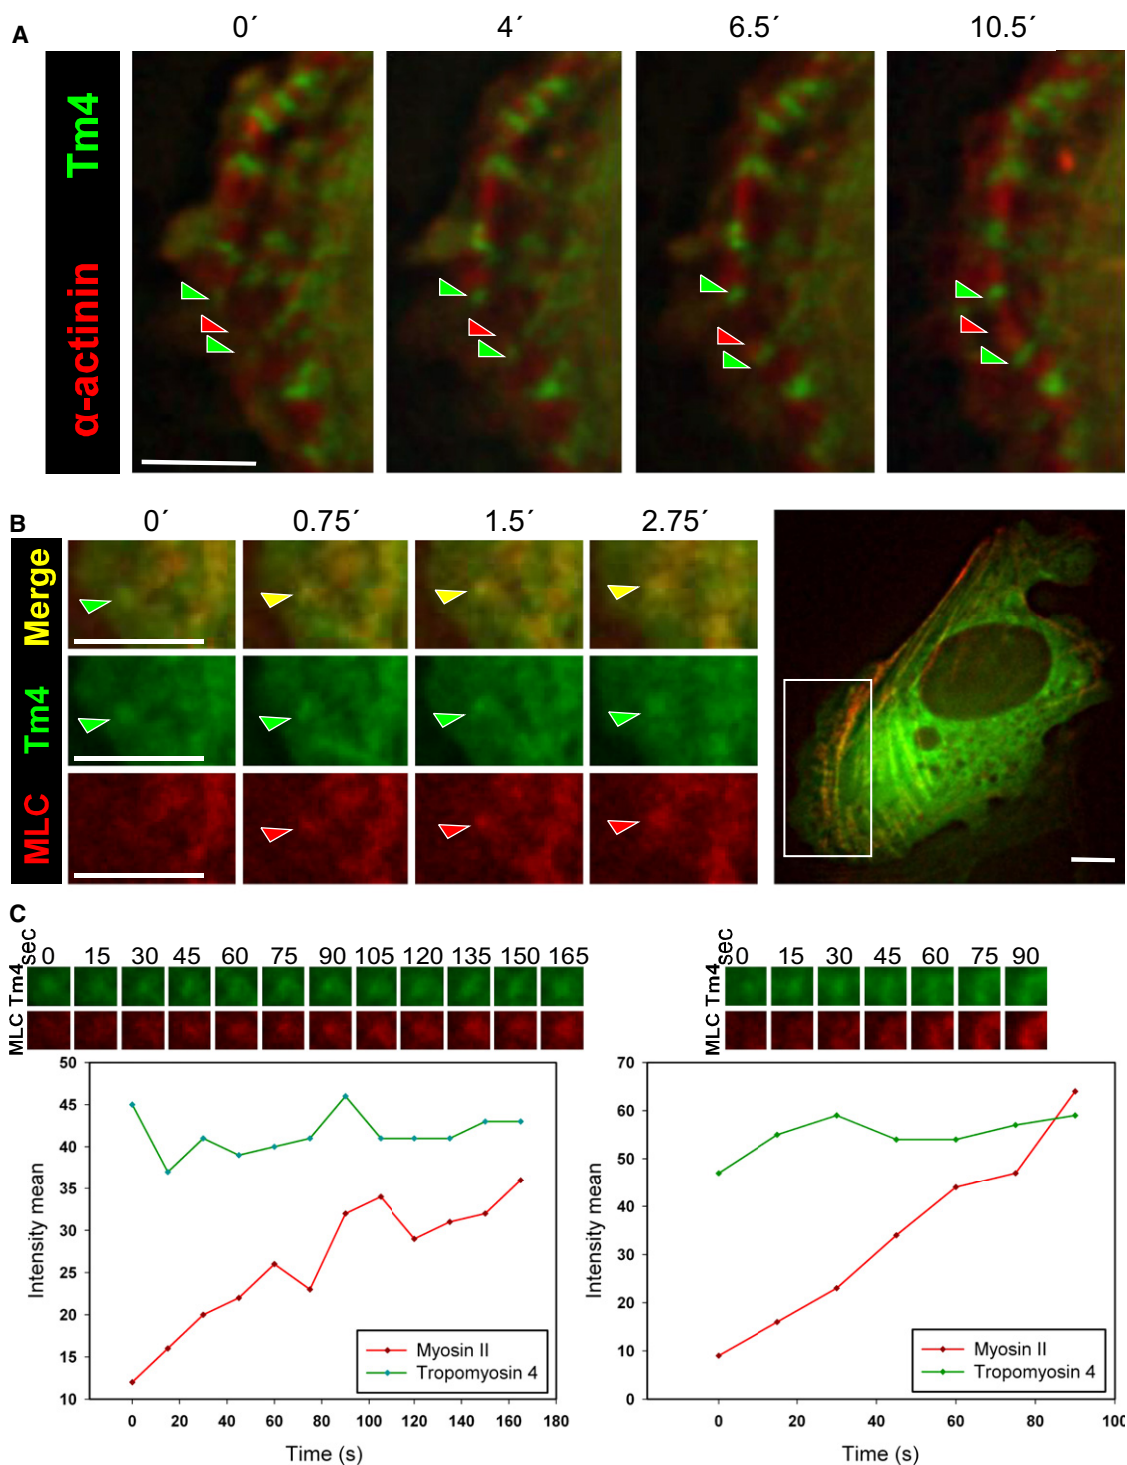 A
0´ 4´ 6.5´ 10.5´
Tm4
α-actinin
B
0´ 0.75´ 1.5´ 2.75´
Merge
Tm4
MLC
C
sec 0 15 30 45 60 75 90 105 120 135 150 165
Tm4
MLC
50
45
40
35
30
25
20
15
10
Intensity mean
Myosin II
Tropomyosin 4
0 20 40 60 80 100 120 140 160 180
Time (s)
sec 0 15 30 45 60 75 90
Tm4
MLC
70
60
50
40
30
20
10
0
Intensity mean
Myosin II
Tropomyosin 4
0 20 40 60 80 100
Time (s)